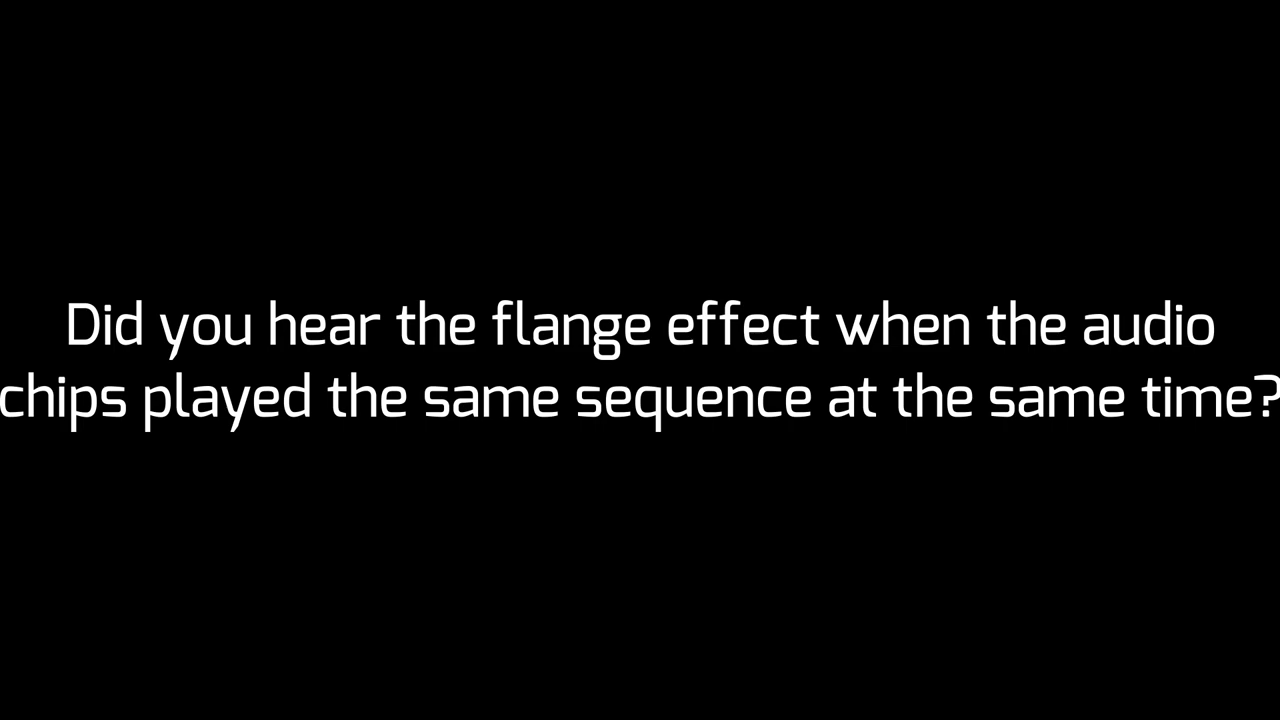 Did you hear the flange effect when the audio
chips played the same sequence at the same time?